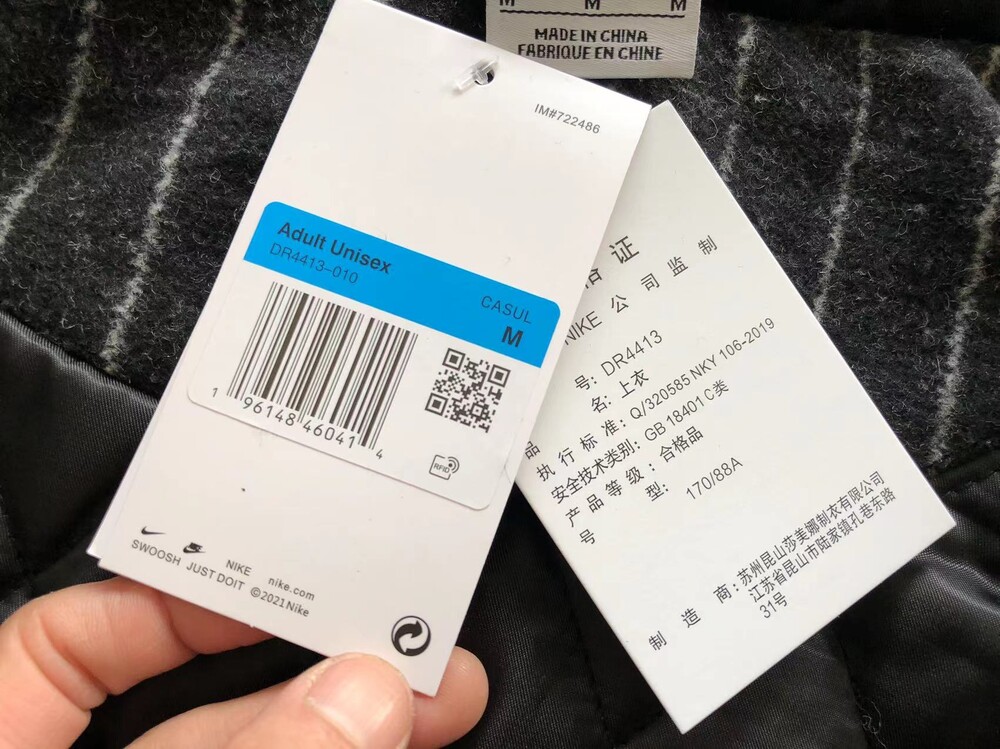 M M M
MADE IN CHINA
FABRIQUE EN CHINE
IM#722486
Adult Unisex
DR4413-010
CASUL
M
1 96148 46041 4
RFID
SWOOSH JUST DO IT NIKE nike.com
©2021 Nike
格 证
NIKE 公 司 监 制
号: DR4413
品 名: 上衣
执 行 标 准: Q/320585 NKY 106-2019
安全技术类别: GB 18401 C类
产 品 等 级: 合格品
号 型: 170/88A
制 造 商: 苏州昆山莎美娜制衣有限公司
江苏省昆山市陆家镇孔巷东路
31号